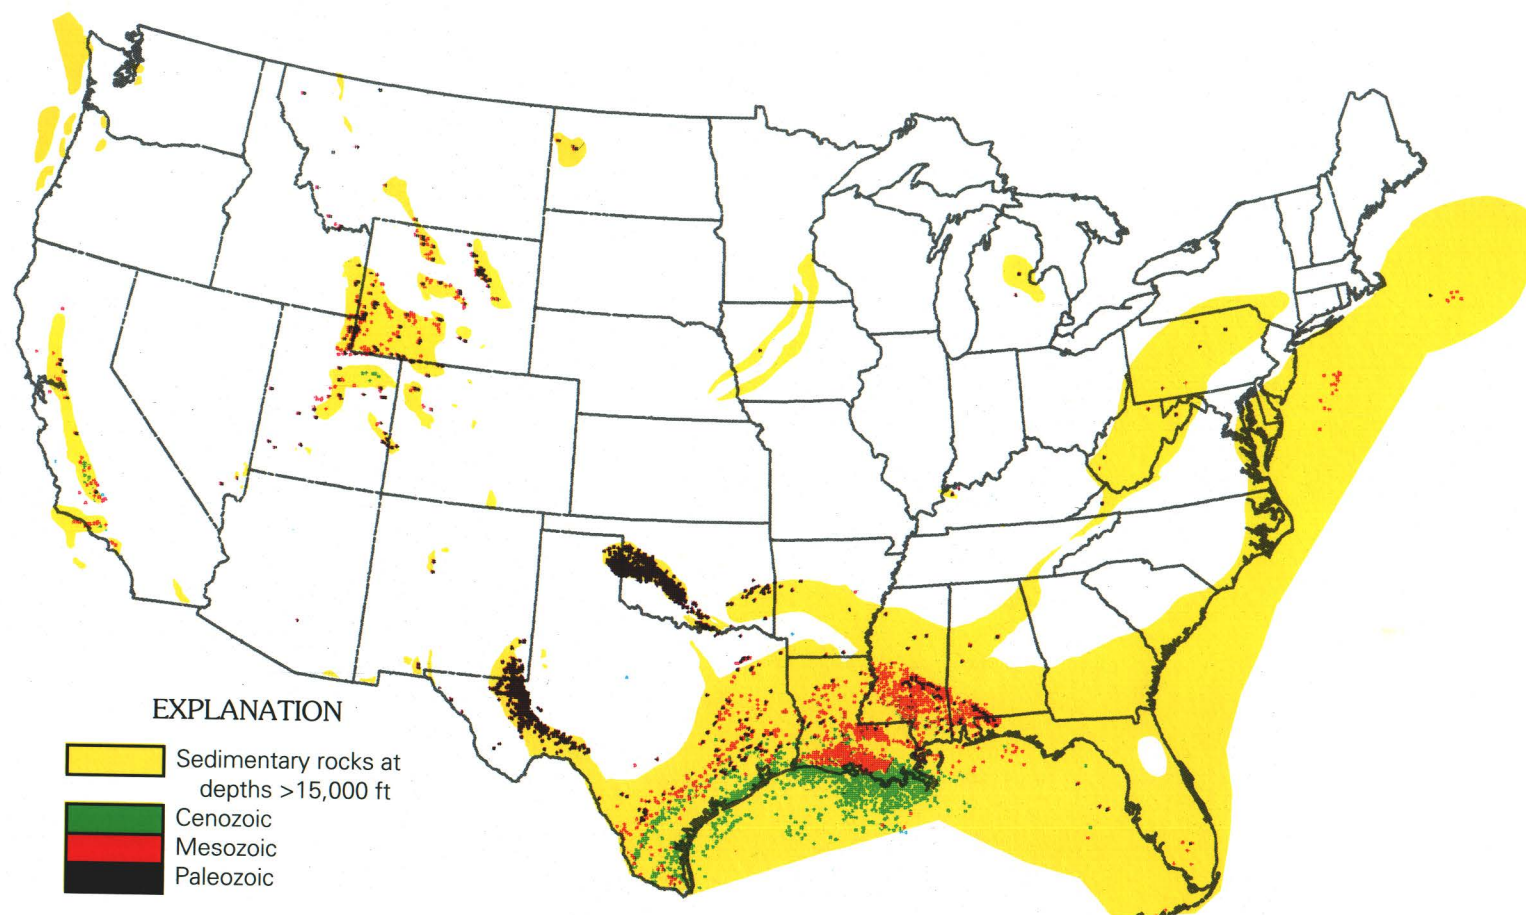 EXPLANATION
Sedimentary rocks at
depths >15,000 ft
Cenozoic
Mesozoic
Paleozoic